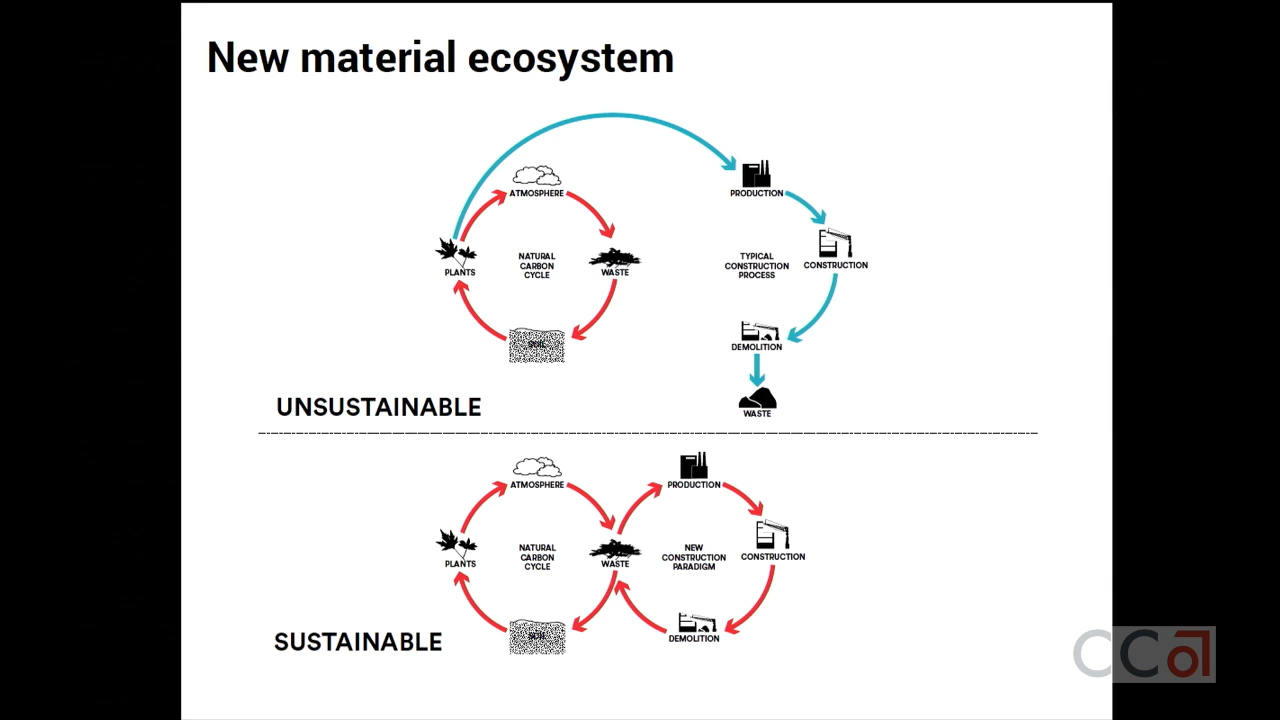 New material ecosystem
ATMOSPHERE
PRODUCTION
PLANTS
NATURAL
CARBON
CYCLE
WASTE
TYPICAL
CONSTRUCTION
PROCESS
CONSTRUCTION
SOIL
DEMOLITION
WASTE
UNSUSTAINABLE
ATMOSPHERE
PRODUCTION
PLANTS
NATURAL
CARBON
CYCLE
WASTE
NEW
CONSTRUCTION
PARADIGM
CONSTRUCTION
SOIL
DEMOLITION
SUSTAINABLE
CCa